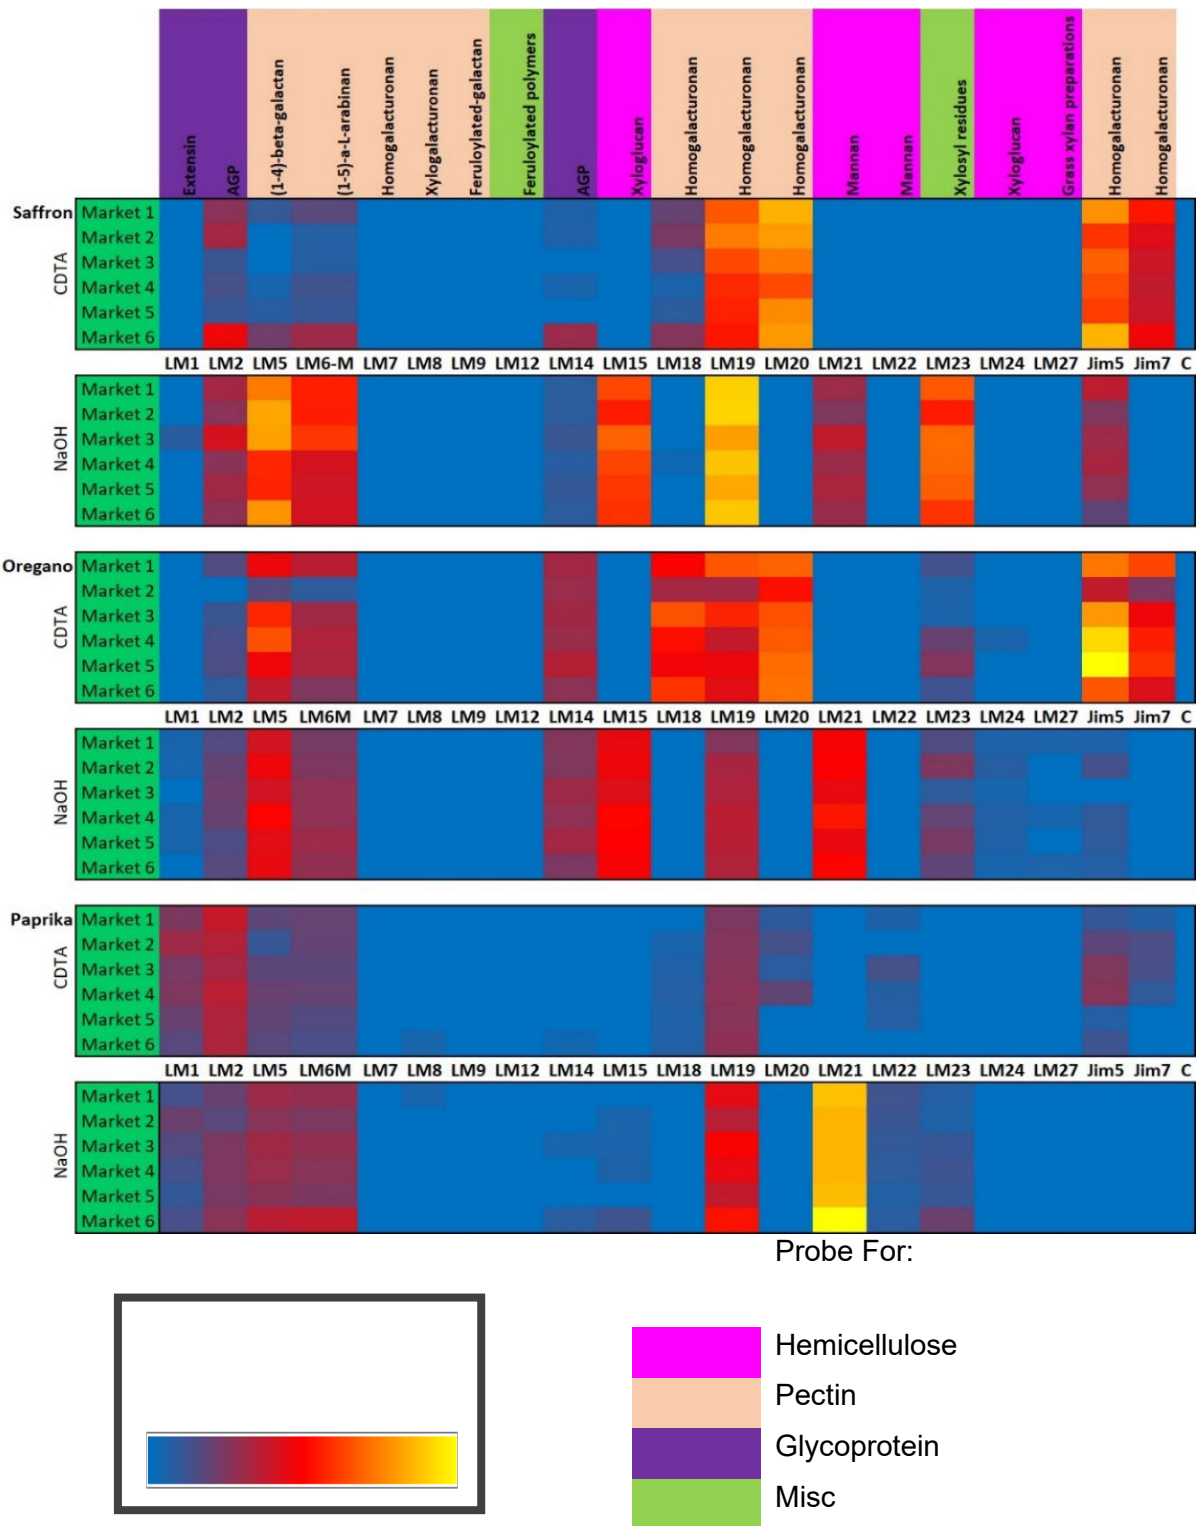 Extensin
AGP
(1-4)-beta-galactan
(1-5)-a-L-arabinan
Homogalacturonan
Xylogalacturonan
Feruloylated-galactan
Feruloylated polymers
AGP
Xyloglucan
Homogalacturonan
Homogalacturonan
Homogalacturonan
Mannan
Mannan
Xylosyl residues
Xyloglucan
Grass xylan preparations
Homogalacturonan
Homogalacturonan
Saffron Market 1
Market 2
CDTA
Market 3
Market 4
Market 5
Market 6
LM1 LM2 LM5 LM6-M LM7 LM8 LM9 LM12 LM14 LM15 LM18 LM19 LM20 LM21 LM22 LM23 LM24 LM27 Jim5 Jim7 C
Market 1
Market 2
NaOH
Market 3
Market 4
Market 5
Market 6
Oregano Market 1
Market 2
CDTA
Market 3
Market 4
Market 5
Market 6
LM1 LM2 LM5 LM6M LM7 LM8 LM9 LM12 LM14 LM15 LM18 LM19 LM20 LM21 LM22 LM23 LM24 LM27 Jim5 Jim7 C
Market 1
Market 2
NaOH
Market 3
Market 4
Market 5
Market 6
Paprika Market 1
Market 2
CDTA
Market 3
Market 4
Market 5
Market 6
LM1 LM2 LM5 LM6M LM7 LM8 LM9 LM12 LM14 LM15 LM18 LM19 LM20 LM21 LM22 LM23 LM24 LM27 Jim5 Jim7 C
Market 1
Market 2
NaOH
Market 3
Market 4
Market 5
Market 6
Probe For:
Hemicellulose
Pectin
Glycoprotein
Misc